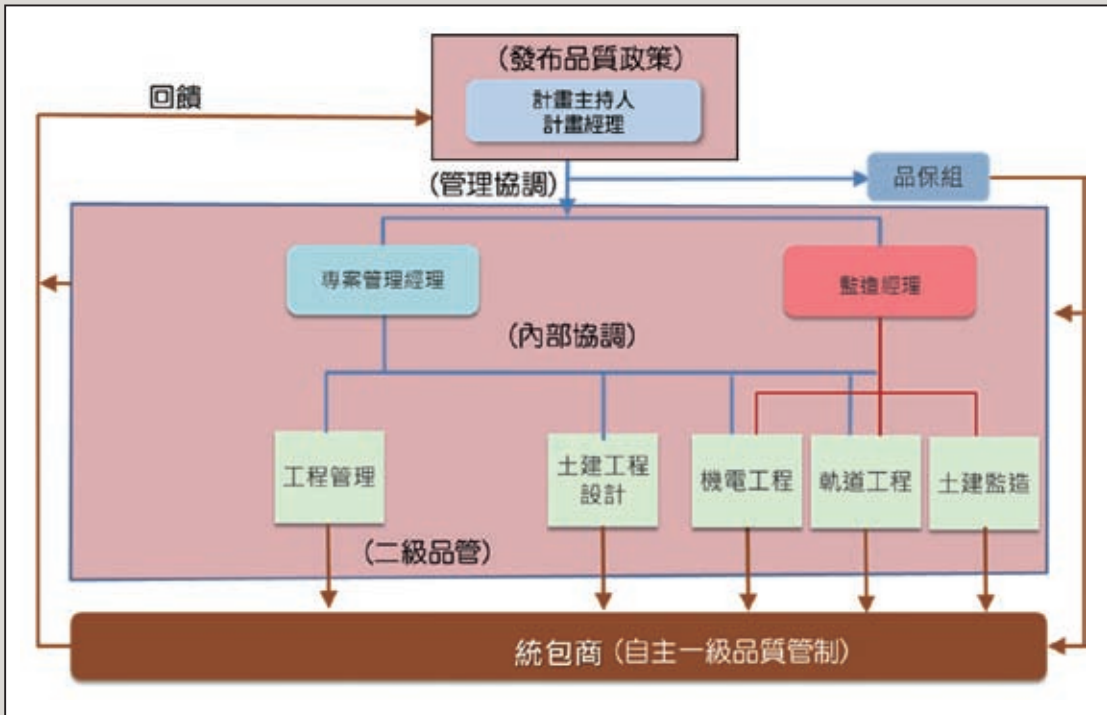 (發布品質政策)
計畫主持人
計畫經理
回饋
(管理協調)
品保組
專案管理經理
監造經理
(內部協調)
工程管理
土建工程
設計
機電工程
軌道工程
土建監造
(二級品管)
統包商 (自主一級品質管制)